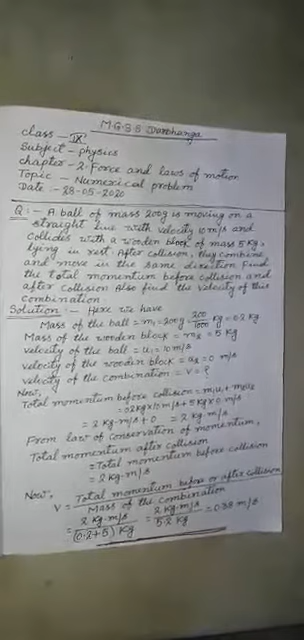 M.G.S.S Darbhanga
class - IX
Subject - physics
chapter - 2. Force and laws of motion
Topic - Numerical problem
Date :- 28-05-2020
Q:- A ball of mass 200g is moving on a
straight line with velocity 10 m/s and
collides with a wooden block of mass 5 Kg,
lying in rest. After collision, they combine
and move in the same direction. Find
the total momentum before collision and
after collision. Also find the velocity of this
combination.
Solution :- Here we have
Mass of the ball = m₁ = 200g = 200/1000 Kg = 0.2 Kg
Mass of the wooden block = m₂ = 5 Kg
velocity of the ball = u₁ = 10 m/s
velocity of the wooden block = u₂ = 0 m/s
velocity of the combination = v = ?
Now,
Total momentum before collision = m₁u₁ + m₂u₂
= 0.2 Kg x 10 m/s + 5 Kg x 0 m/s
= 2 Kg·m/s + 0 = 2 Kg·m/s
From law of conservation of momentum,
Total momentum after collision
= Total momentum before collision
= 2 Kg·m/s
Now,
v = Total momentum before or after collision / Mass of the combination
= 2 Kg·m/s / (0.2+5) Kg = 2 Kg·m/s / 5.2 Kg = 0.38 m/s